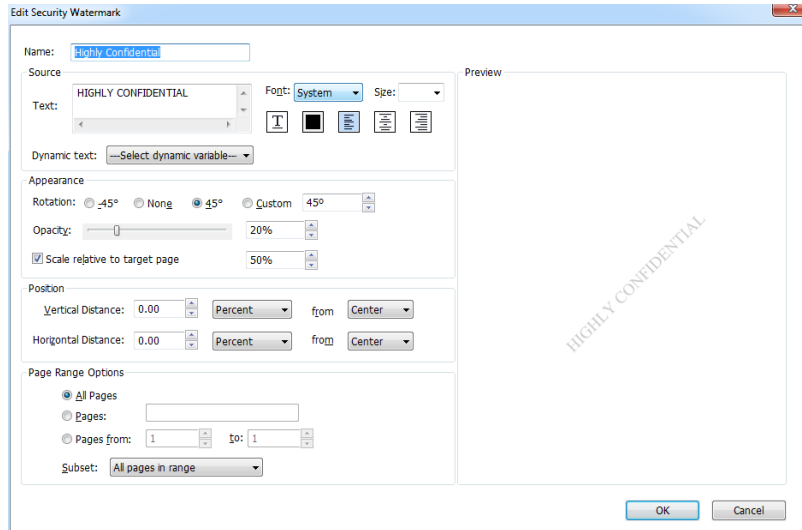 Edit Security Watermark
Name: Highly Confidential
Source
Text: HIGHLY CONFIDENTIAL
Font: System Size:
Dynamic text: ---Select dynamic variable---
Appearance
Rotation: -45° None 45° Custom 45º
Opacity: 20%
Scale relative to target page 50%
Position
Vertical Distance: 0.00 Percent from Center
Horizontal Distance: 0.00 Percent from Center
Page Range Options
All Pages
Pages:
Pages from: 1 to: 1
Subset: All pages in range
Preview
HIGHLY CONFIDENTIAL
OK Cancel